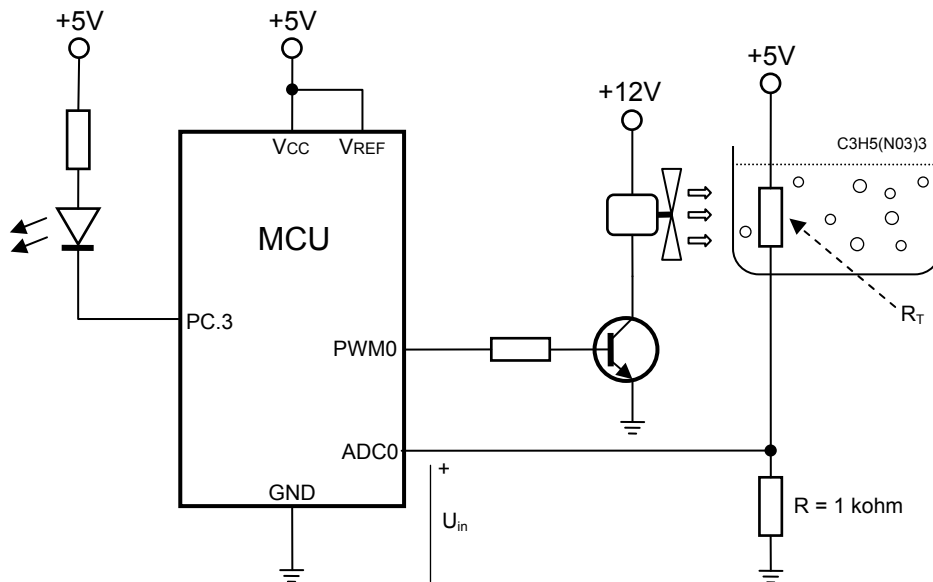 +5V
+5V
+5V
+12V
C3H5(N03)3
VCC
VREF
MCU
PC.3
RT
PWM0
ADC0
+
GND
Uin
R = 1 kohm